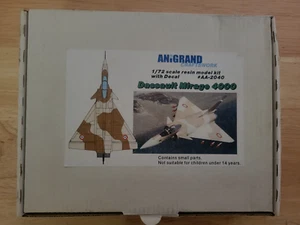 ANiGRAND
CRAFTSWORK
1/72 scale resin model kit
with Decal #AA-2040
Dassault Mirage 4000
Contains small parts.
Not suitable for children under 14 years.